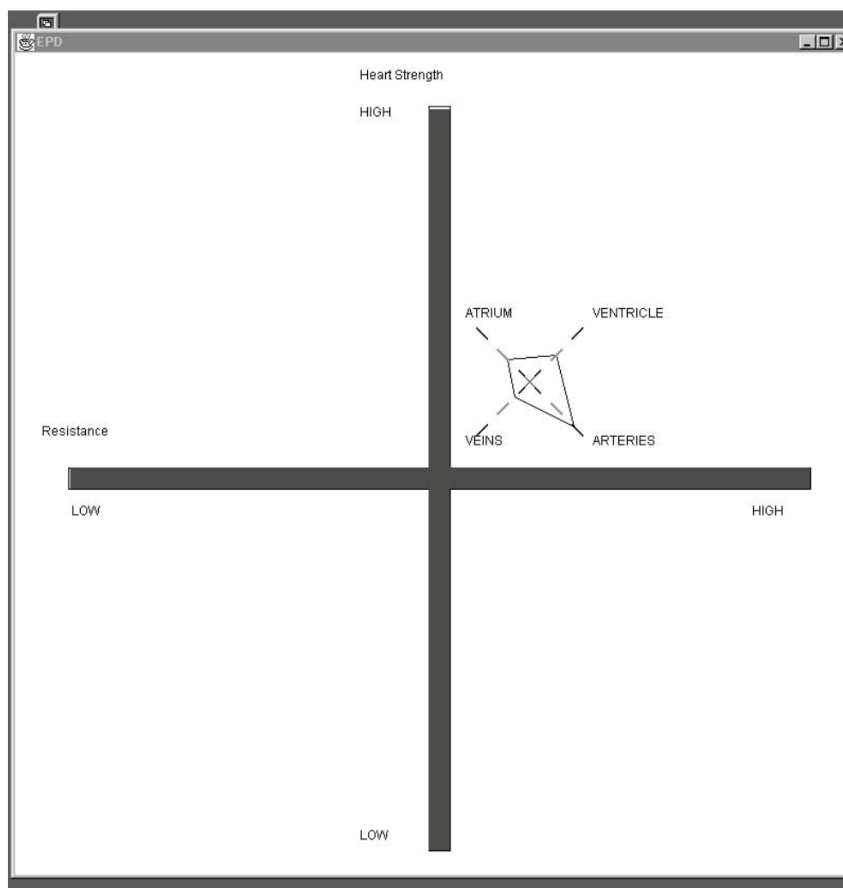 EPD
Heart Strength
HIGH
ATRIUM
VENTRICLE
Resistance
VEINS
ARTERIES
LOW
HIGH
LOW